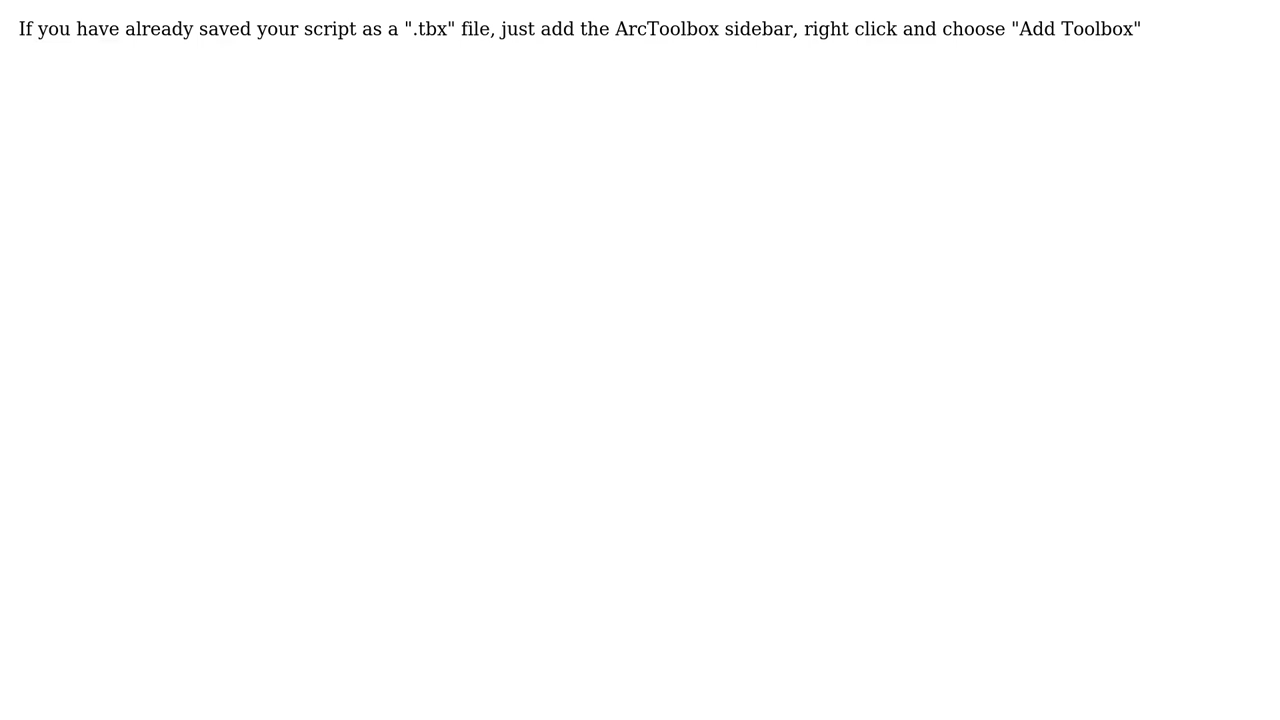 If you have already saved your script as a ".tbx" file, just add the ArcToolbox sidebar, right click and choose "Add Toolbox"